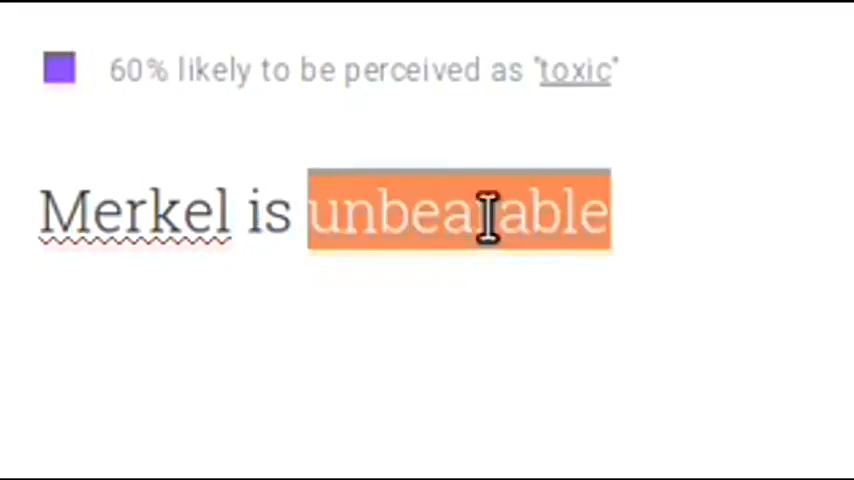 60% likely to be perceived as "toxic"
Merkel is unbearable